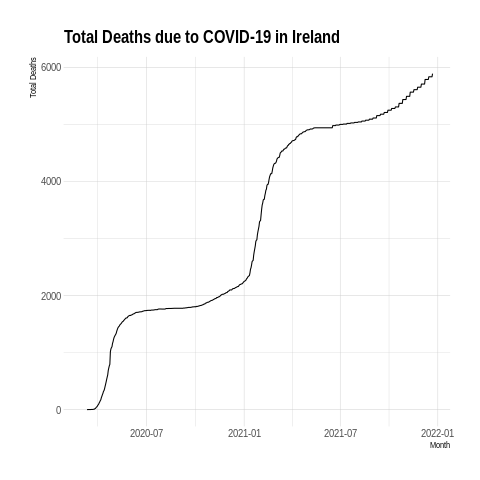 Total Deaths due to COVID-19 in Ireland
Total Deaths
6000
4000
2000
0
2020-07 2021-01 2021-07 2022-01
Month